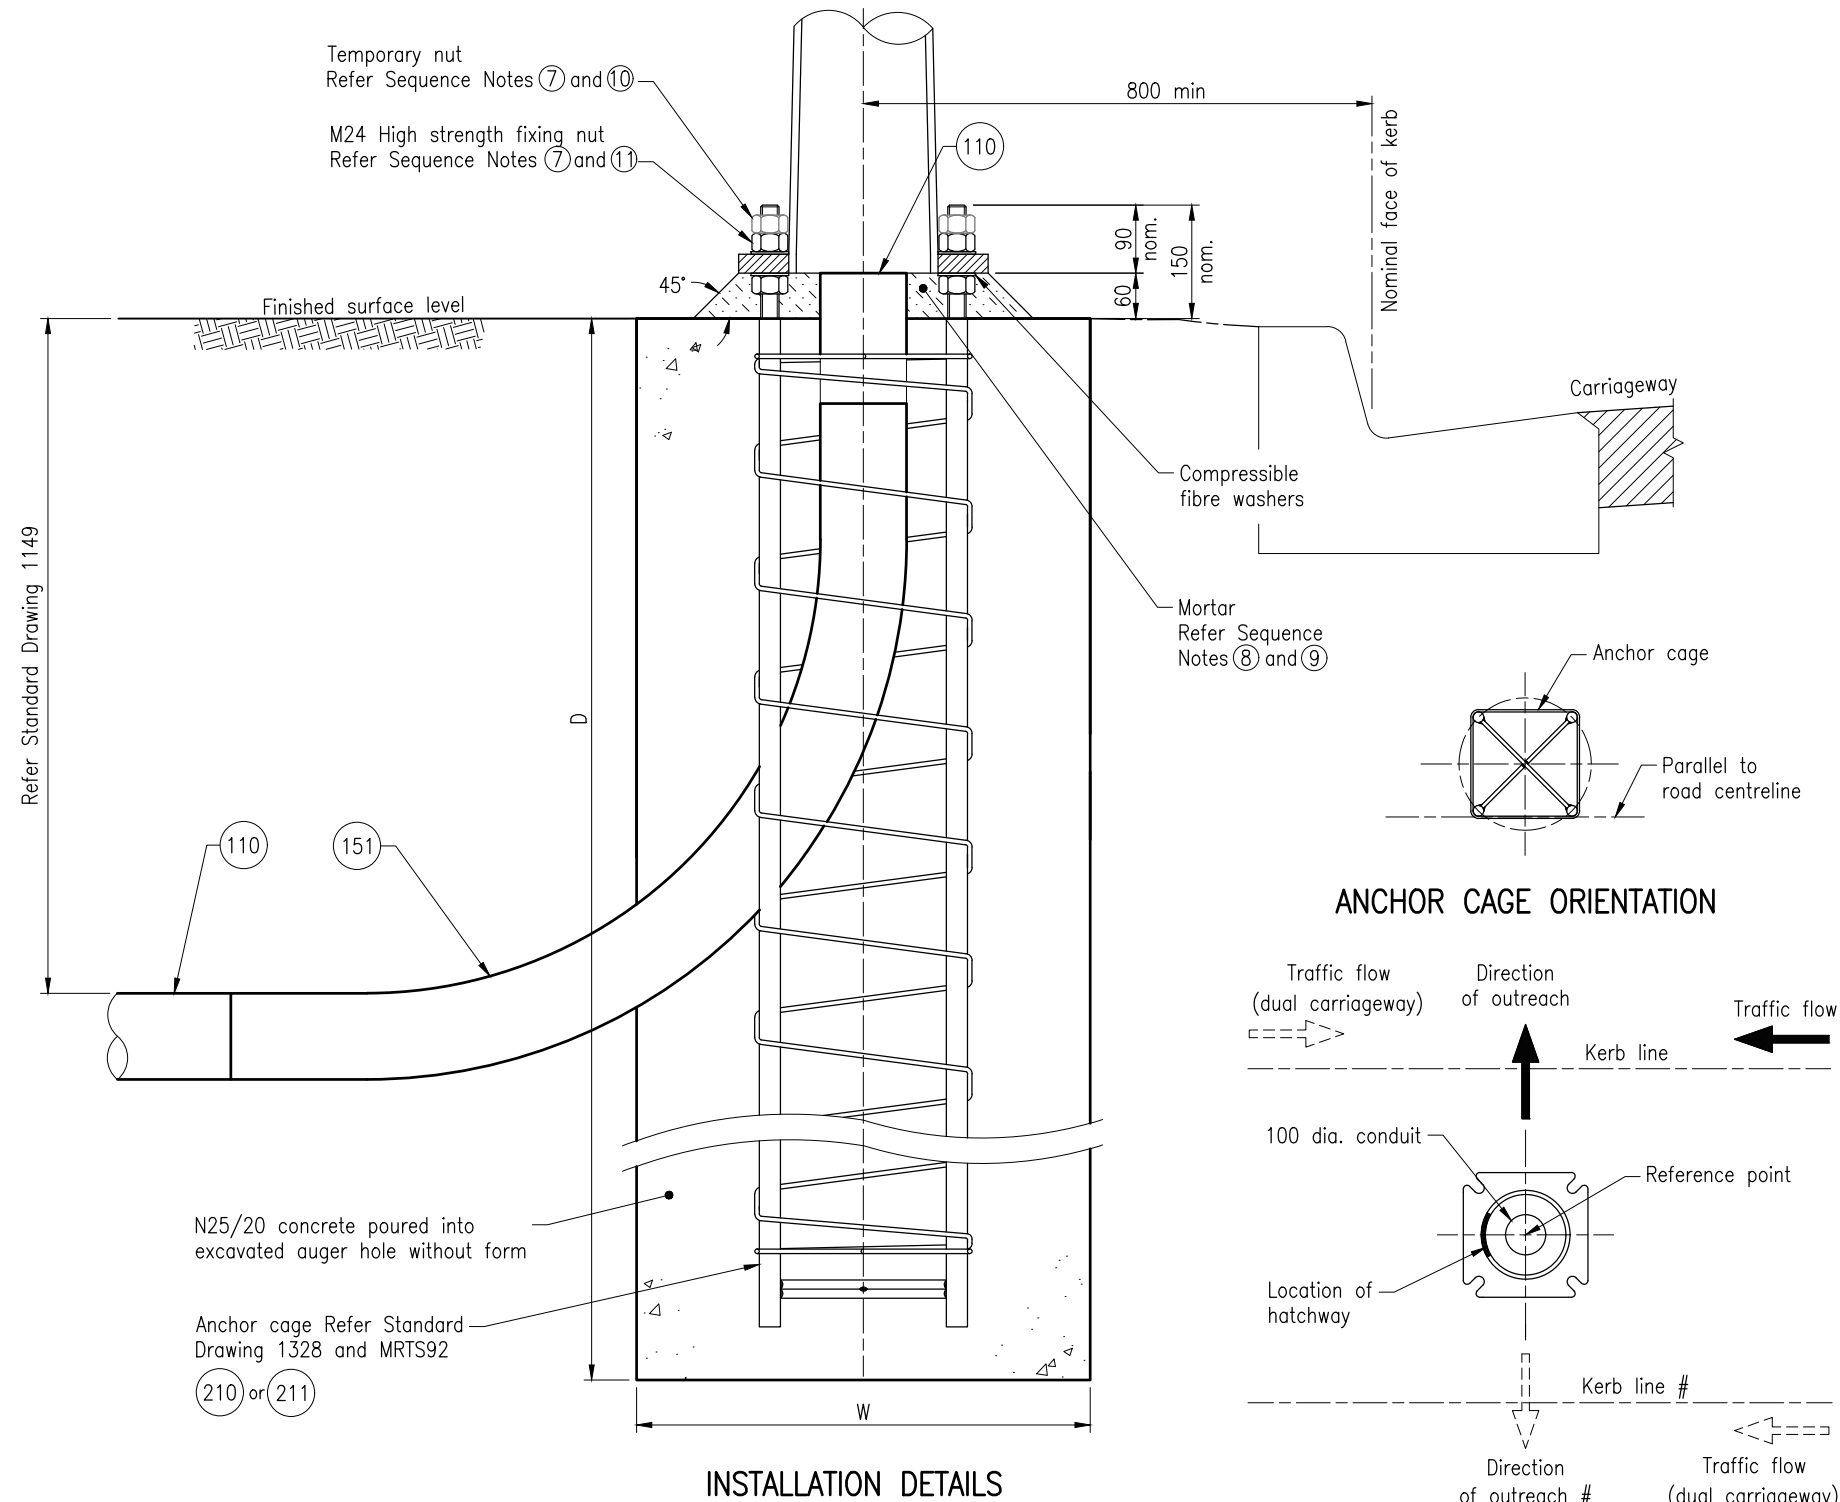 Temporary nut
Refer Sequence Notes 7 and 10
M24 High strength fixing nut
Refer Sequence Notes 7 and 11
800 min
110
Nominal face of kerb
90
nom.
150
nom.
60
45°
Finished surface level
Carriageway
Compressible
fibre washers
Refer Standard Drawing 1149
D
Mortar
Refer Sequence
Notes 8 and 9
Anchor cage
Parallel to
road centreline
110
151
ANCHOR CAGE ORIENTATION
Traffic flow
(dual carriageway)
Direction
of outreach
Traffic flow
Kerb line
100 dia. conduit
Reference point
N25/20 concrete poured into
excavated auger hole without form
Location of
hatchway
Anchor cage Refer Standard
Drawing 1328 and MRTS92
210 or 211
W
Kerb line #
INSTALLATION DETAILS
Direction
of outreach #
Traffic flow
(dual carriageway)